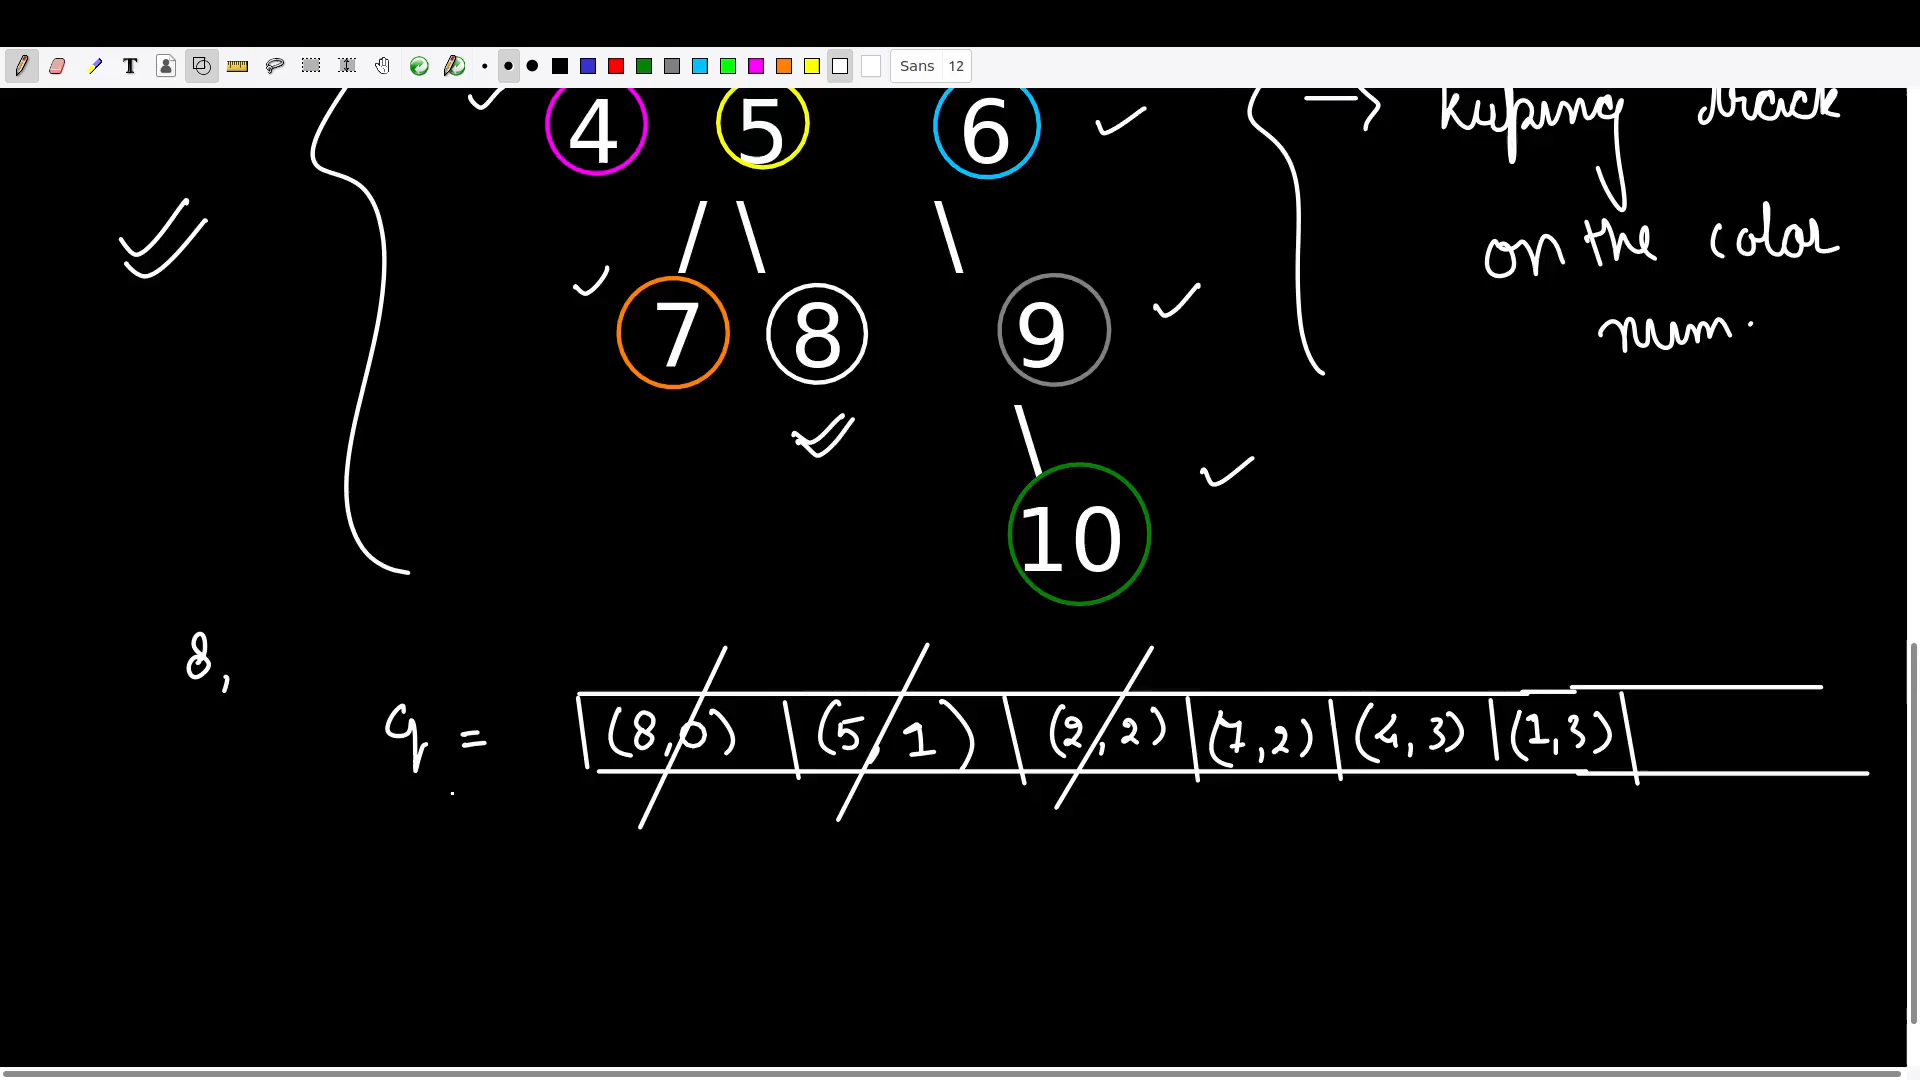 T Sans 12
4 5 6 → keeping track
on the color
7 8 9 num.
10
8,
q = (8,0) (5,1) (2,2) (7,2) (4,3) (1,3)